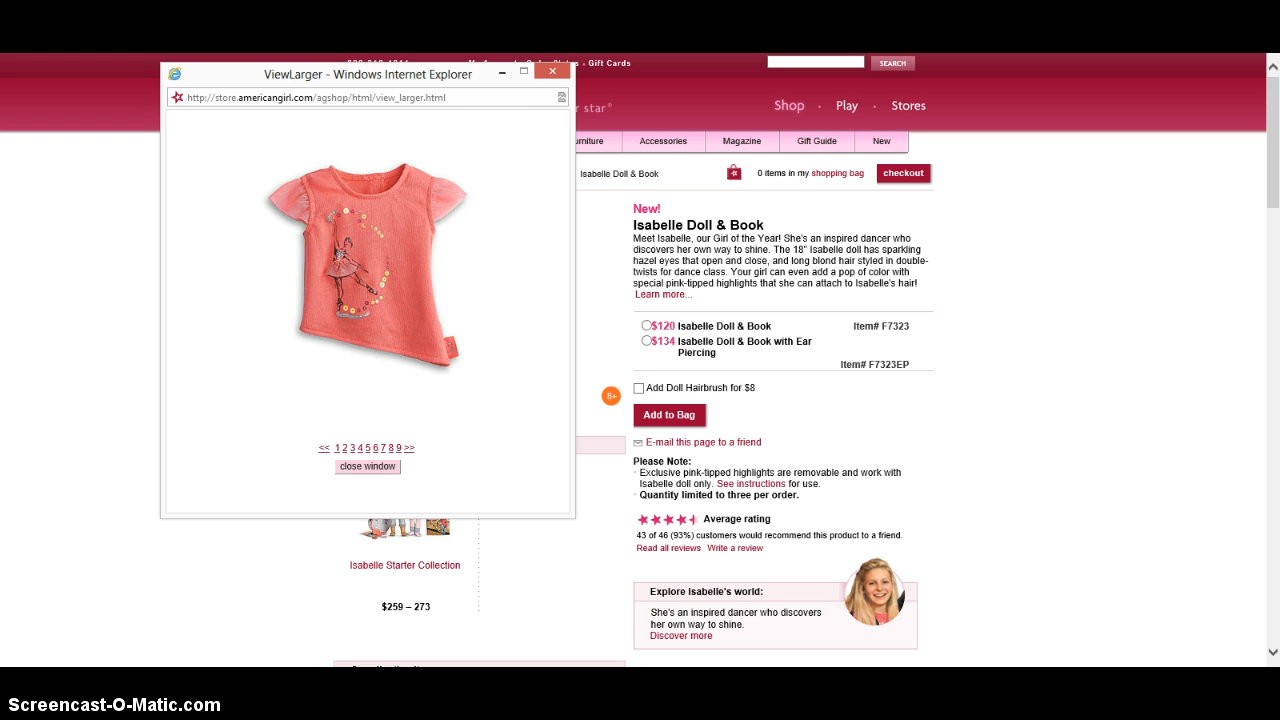 Gift Cards
SEARCH
ViewLarger - Windows Internet Explorer
http://store.americangirl.com/agshop/html/view_larger.html
star®
Shop
Play
Stores
Accessories
Magazine
Gift Guide
New
Isabelle Doll & Book
0 items in my shopping bag
checkout
New!
Isabelle Doll & Book
Meet Isabelle, our Girl of the Year! She's an inspired dancer who
discovers her own way to shine. The 18" Isabelle doll has sparkling
hazel eyes that open and close, and long blond hair styled in double-
twists for dance class. Your girl can even add a pop of color with
special pink-tipped highlights that she can attach to Isabelle's hair!
Learn more...
$120 Isabelle Doll & Book Item# F7323
$134 Isabelle Doll & Book with Ear
Piercing
Item# F7323EP
8+
Add Doll Hairbrush for $8
Add to Bag
E-mail this page to a friend
<< 1 2 3 4 5 6 7 8 9 >>
close window
Please Note:
Exclusive pink-tipped highlights are removable and work with
Isabelle doll only. See instructions for use.
Quantity limited to three per order.
Average rating
43 of 46 (93%) customers would recommend this product to a friend.
Read all reviews Write a review
Isabelle Starter Collection
$259 – 273
Explore Isabelle's world:
She's an inspired dancer who discovers
her own way to shine.
Discover more
Screencast-O-Matic.com